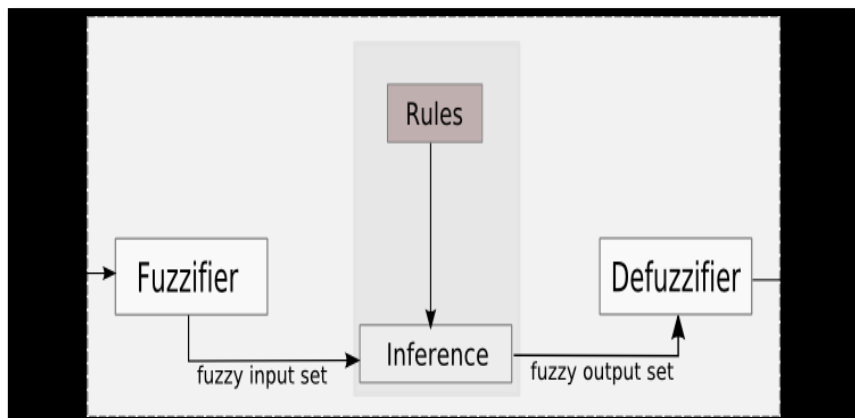 Rules
Fuzzifier
Defuzzifier
Inference
fuzzy input set
fuzzy output set